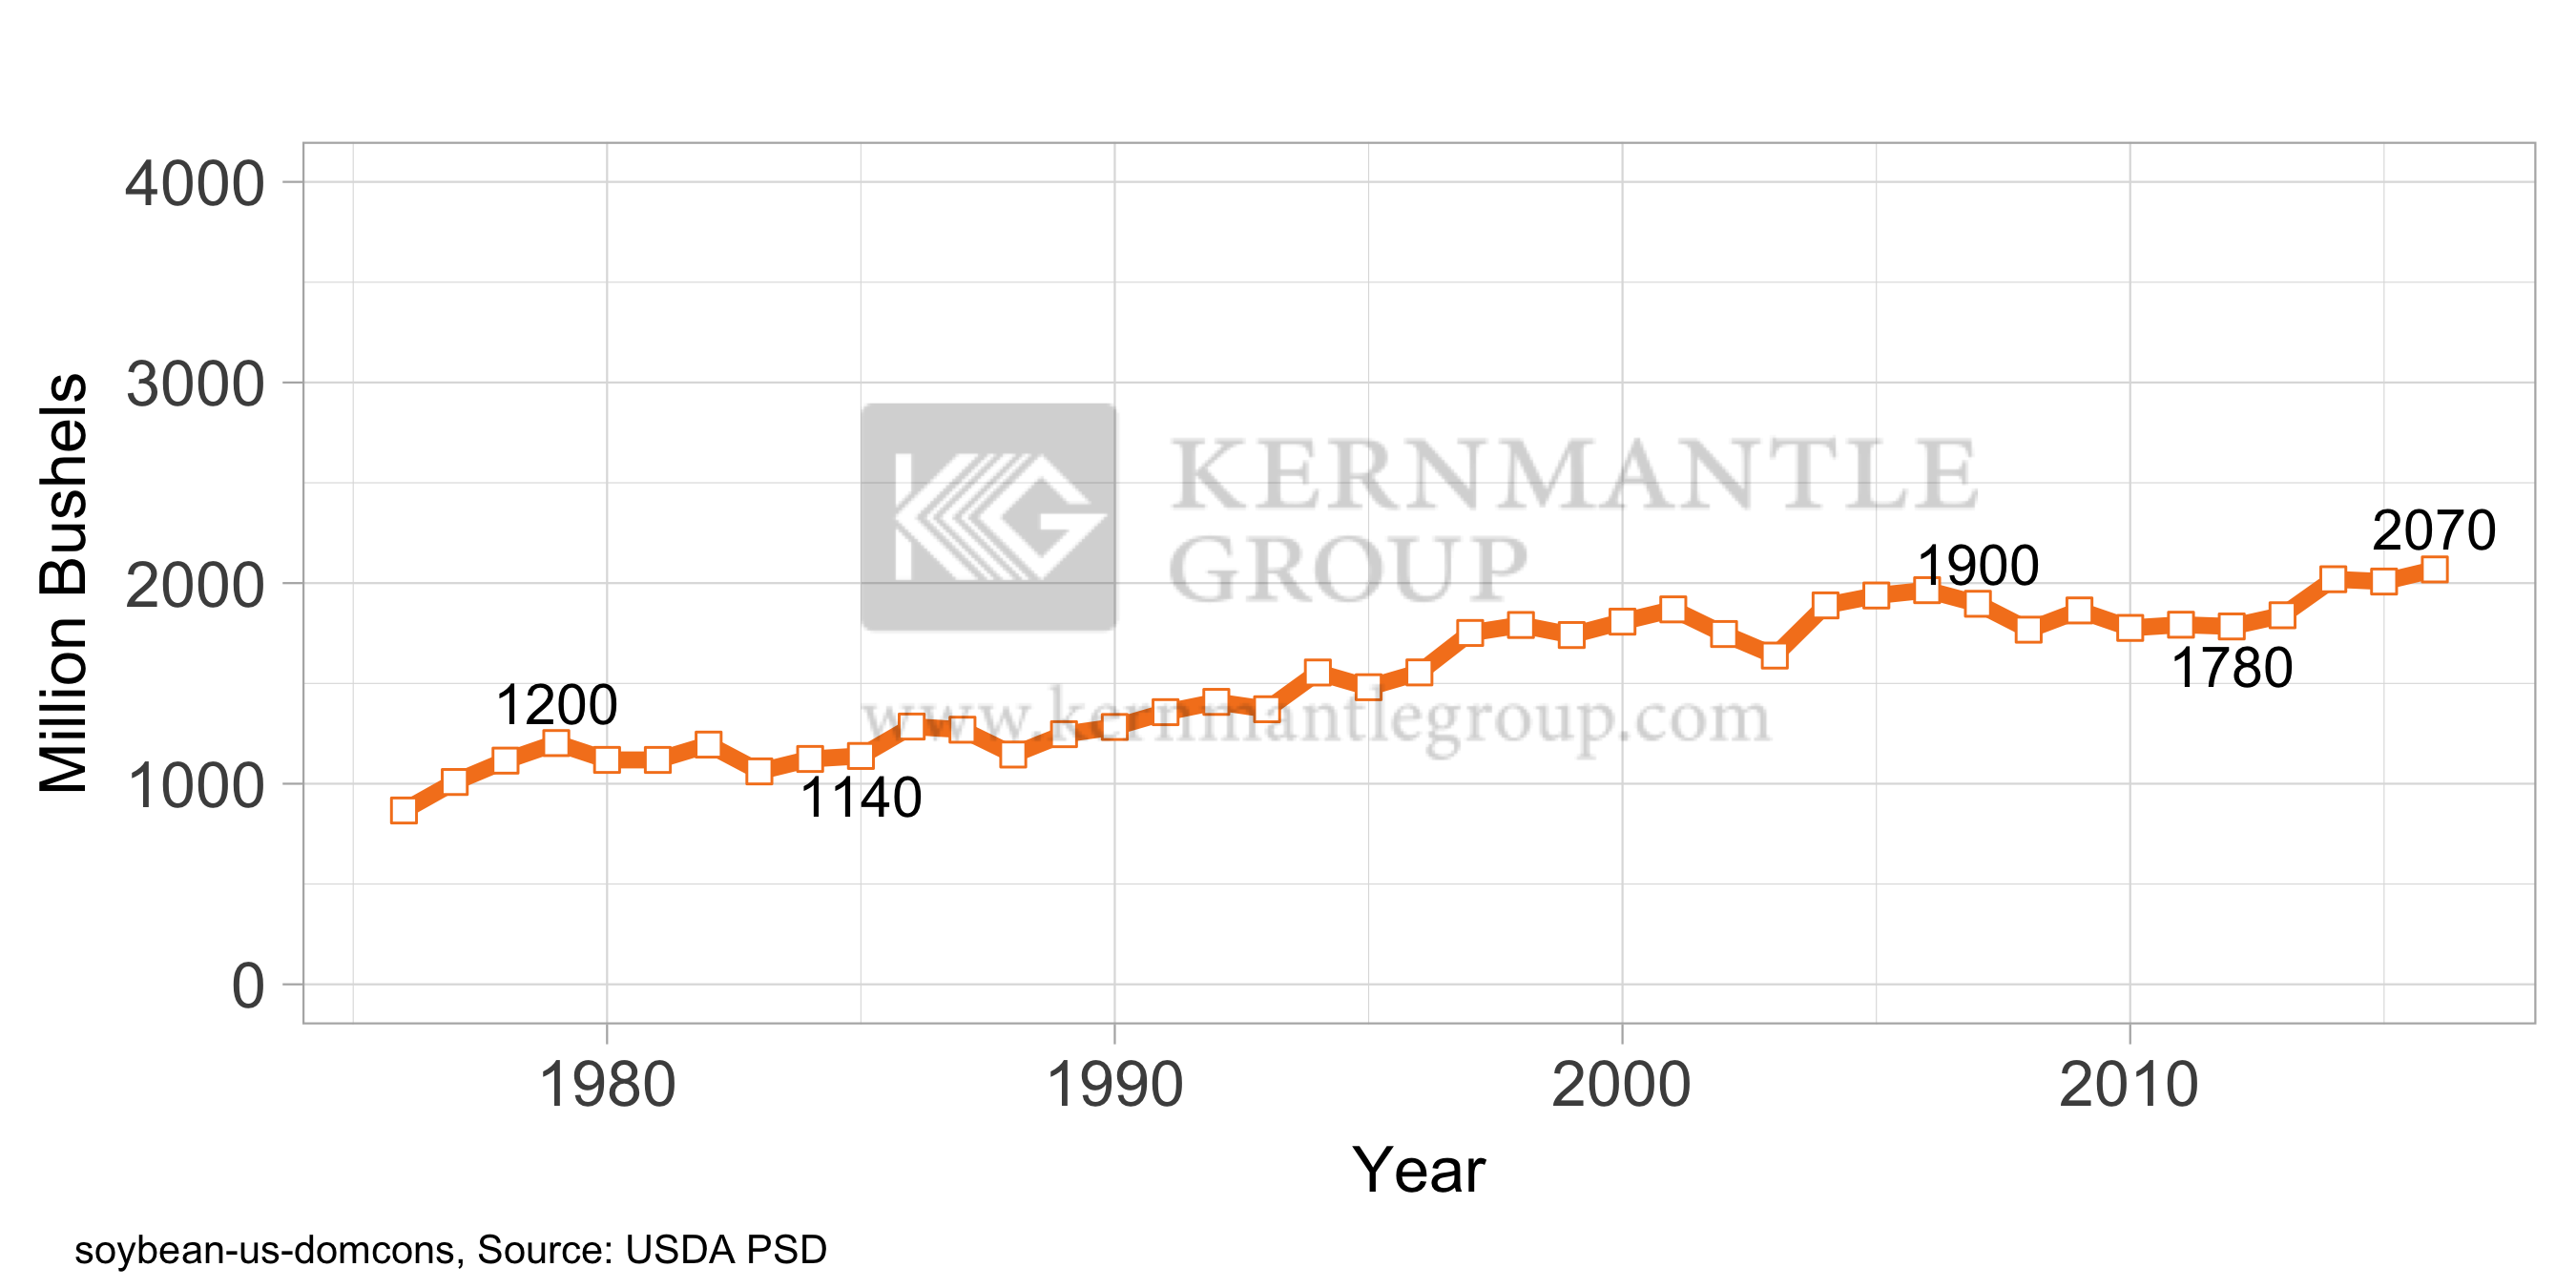 4000
3000
2000
1000
0
Million Bushels
KERNMANTLE
GROUP
www.kernmantlegroup.com
1200
1140
1900
1780
2070
1980
1990
2000
2010
Year
soybean-us-domcons, Source: USDA PSD